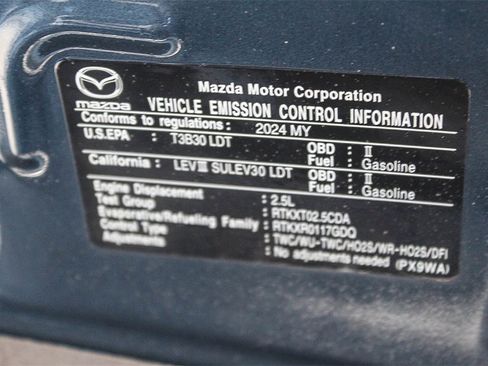 Mazda Motor Corporation
mazda VEHICLE EMISSION CONTROL INFORMATION
Conforms to regulations: 2024 MY
U.S.EPA : T3B30 LDT OBD : II
Fuel : Gasoline
California : LEVⅢ SULEV30 LDT OBD : II
Fuel : Gasoline
Engine Displacement : 2.5L
Test Group : RTKXT02.5CDA
Evaporative/Refueling Family : RTKXR0117GDQ
Control Type : TWC/WU-TWC/HO2S/WR-HO2S/DFI
Adjustments : No adjustments needed (PX9WA)